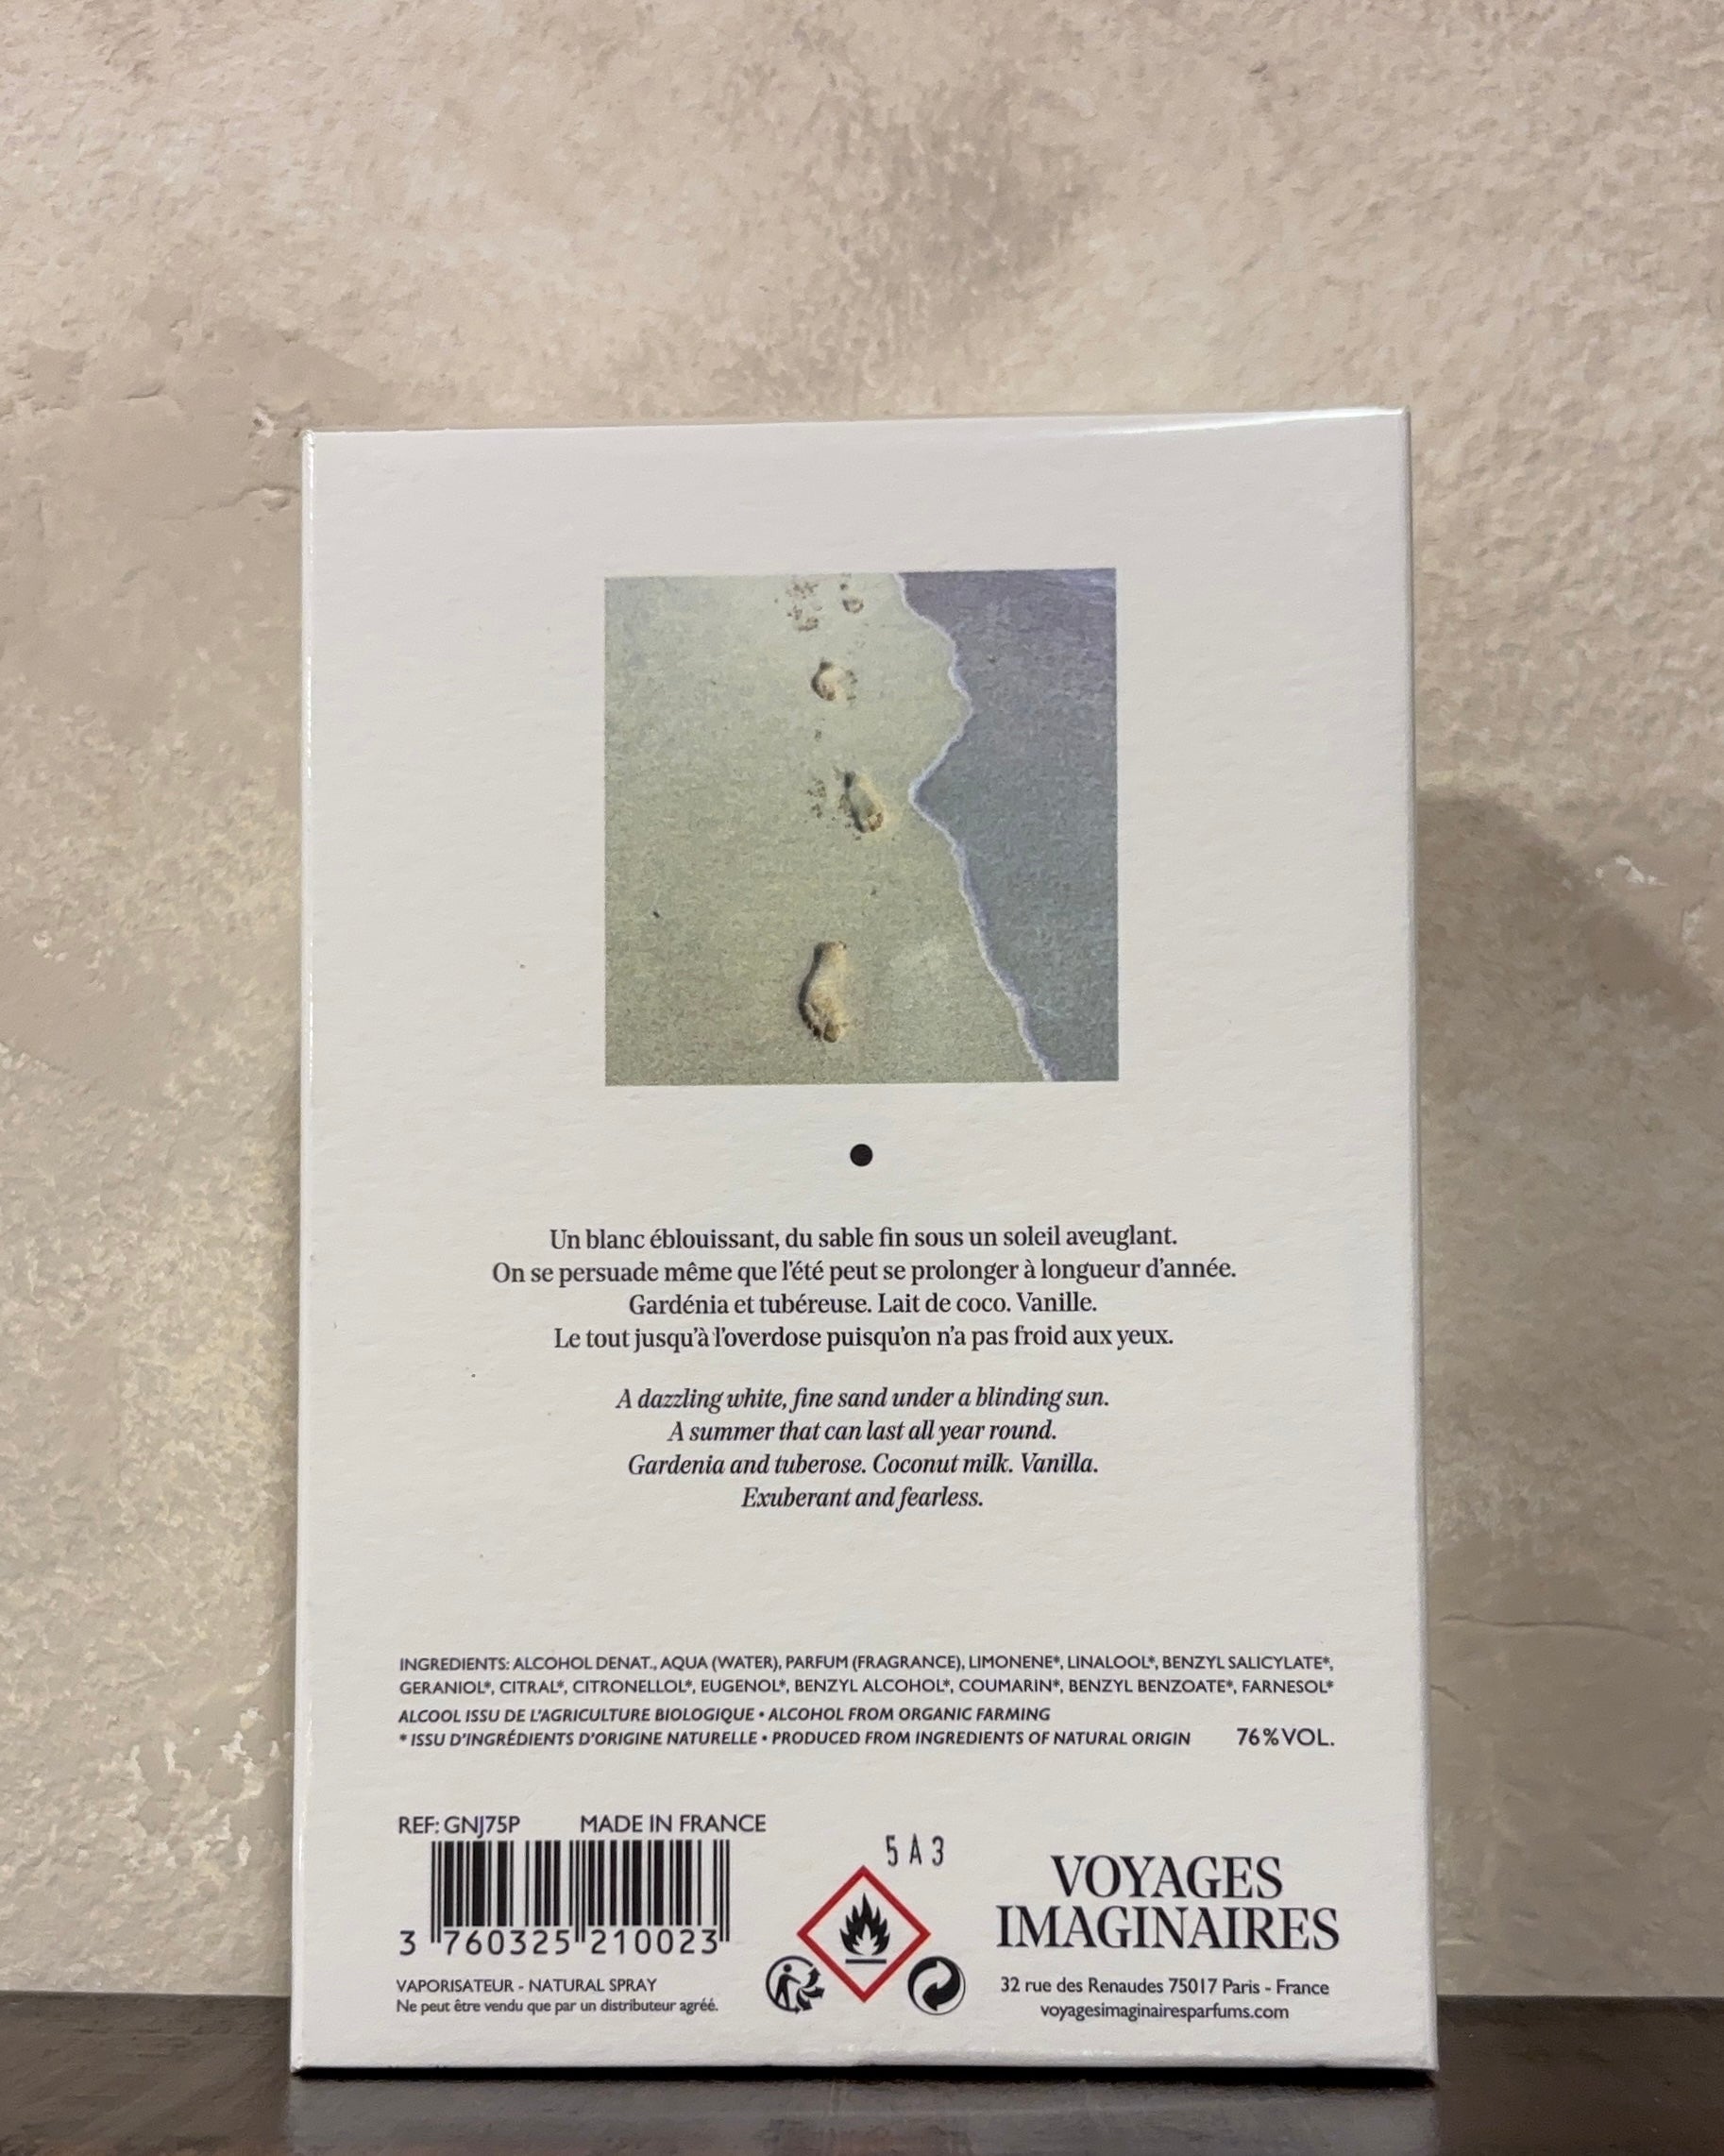 Un blanc éblouissant, du sable fin sous un soleil aveuglant.
On se persuade même que l'été peut se prolonger à longueur d'année.
Gardénia et tubéreuse. Lait de coco. Vanille.
Le tout jusqu'à l'overdose puisqu'on n'a pas froid aux yeux.
A dazzling white, fine sand under a blinding sun.
A summer that can last all year round.
Gardenia and tuberose. Coconut milk. Vanilla.
Exuberant and fearless.
INGREDIENTS: ALCOHOL DENAT., AQUA (WATER), PARFUM (FRAGRANCE), LIMONENE*, LINALOOL*, BENZYL SALICYLATE*,
GERANIOL*, CITRAL*, CITRONELLOL*, EUGENOL*, BENZYL ALCOHOL*, COUMARIN*, BENZYL BENZOATE*, FARNESOL*
ALCOOL ISSU DE L'AGRICULTURE BIOLOGIQUE • ALCOHOL FROM ORGANIC FARMING
* ISSU D'INGRÉDIENTS D'ORIGINE NATURELLE • PRODUCED FROM INGREDIENTS OF NATURAL ORIGIN 76%VOL.
REF: GNJ75P MADE IN FRANCE
3 760325 210023
VAPORISATEUR - NATURAL SPRAY
Ne peut être vendu que par un distributeur agréé.
5 A 3
VOYAGES
IMAGINAIRES
32 rue des Renaudes 75017 Paris - France
voyagesimaginairesparfums.com